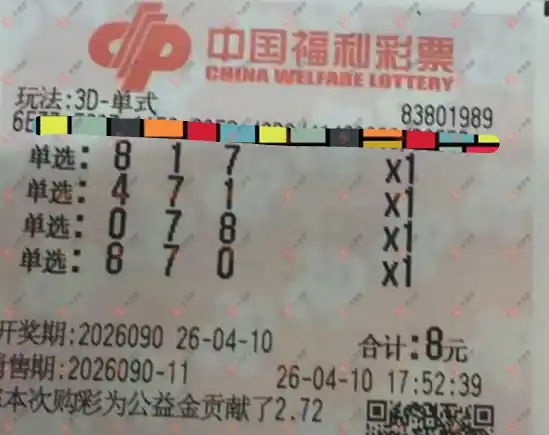 中国福利彩票
CHINA WELFARE LOTTERY
玩法:3D-单式
83801989
单选: 8 1 7 x1
单选: 4 7 1 x1
单选: 0 7 8 x1
单选: 8 7 0 x1
开奖期:2026090 26-04-10 合计:8元
销售期:2026090-11 26-04-10 17:52:39
本次购彩为公益金贡献了2.72